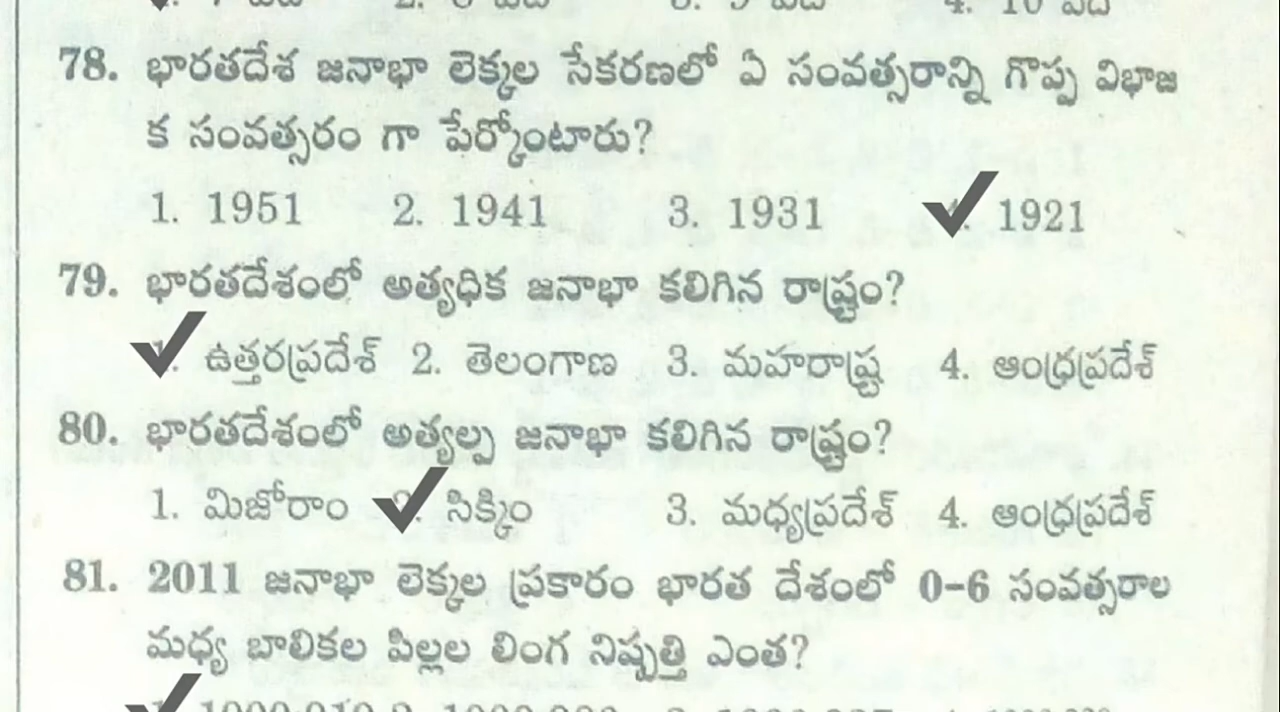 78. భారతదేశ జనాభా లెక్కల సేకరణలో ఏ సంవత్సరాన్ని గొప్ప విభాజ
క సంవత్సరం గా పేర్కోంటారు?
1. 1951 2. 1941 3. 1931 1921
79. భారతదేశంలో అత్యధిక జనాభా కలిగిన రాష్ట్రం?
ఉత్తరప్రదేశ్ 2. తెలంగాణ 3. మహరాష్ట్ర 4. ఆంధ్రప్రదేశ్
80. భారతదేశంలో అత్యల్ప జనాభా కలిగిన రాష్ట్రం?
1. మిజోరాం సిక్కిం 3. మధ్యప్రదేశ్ 4. ఆంధ్రప్రదేశ్
81. 2011 జనాభా లెక్కల ప్రకారం భారత దేశంలో 0-6 సంవత్సరాల
మధ్య బాలికల పిల్లల లింగ నిష్పత్తి ఎంత?